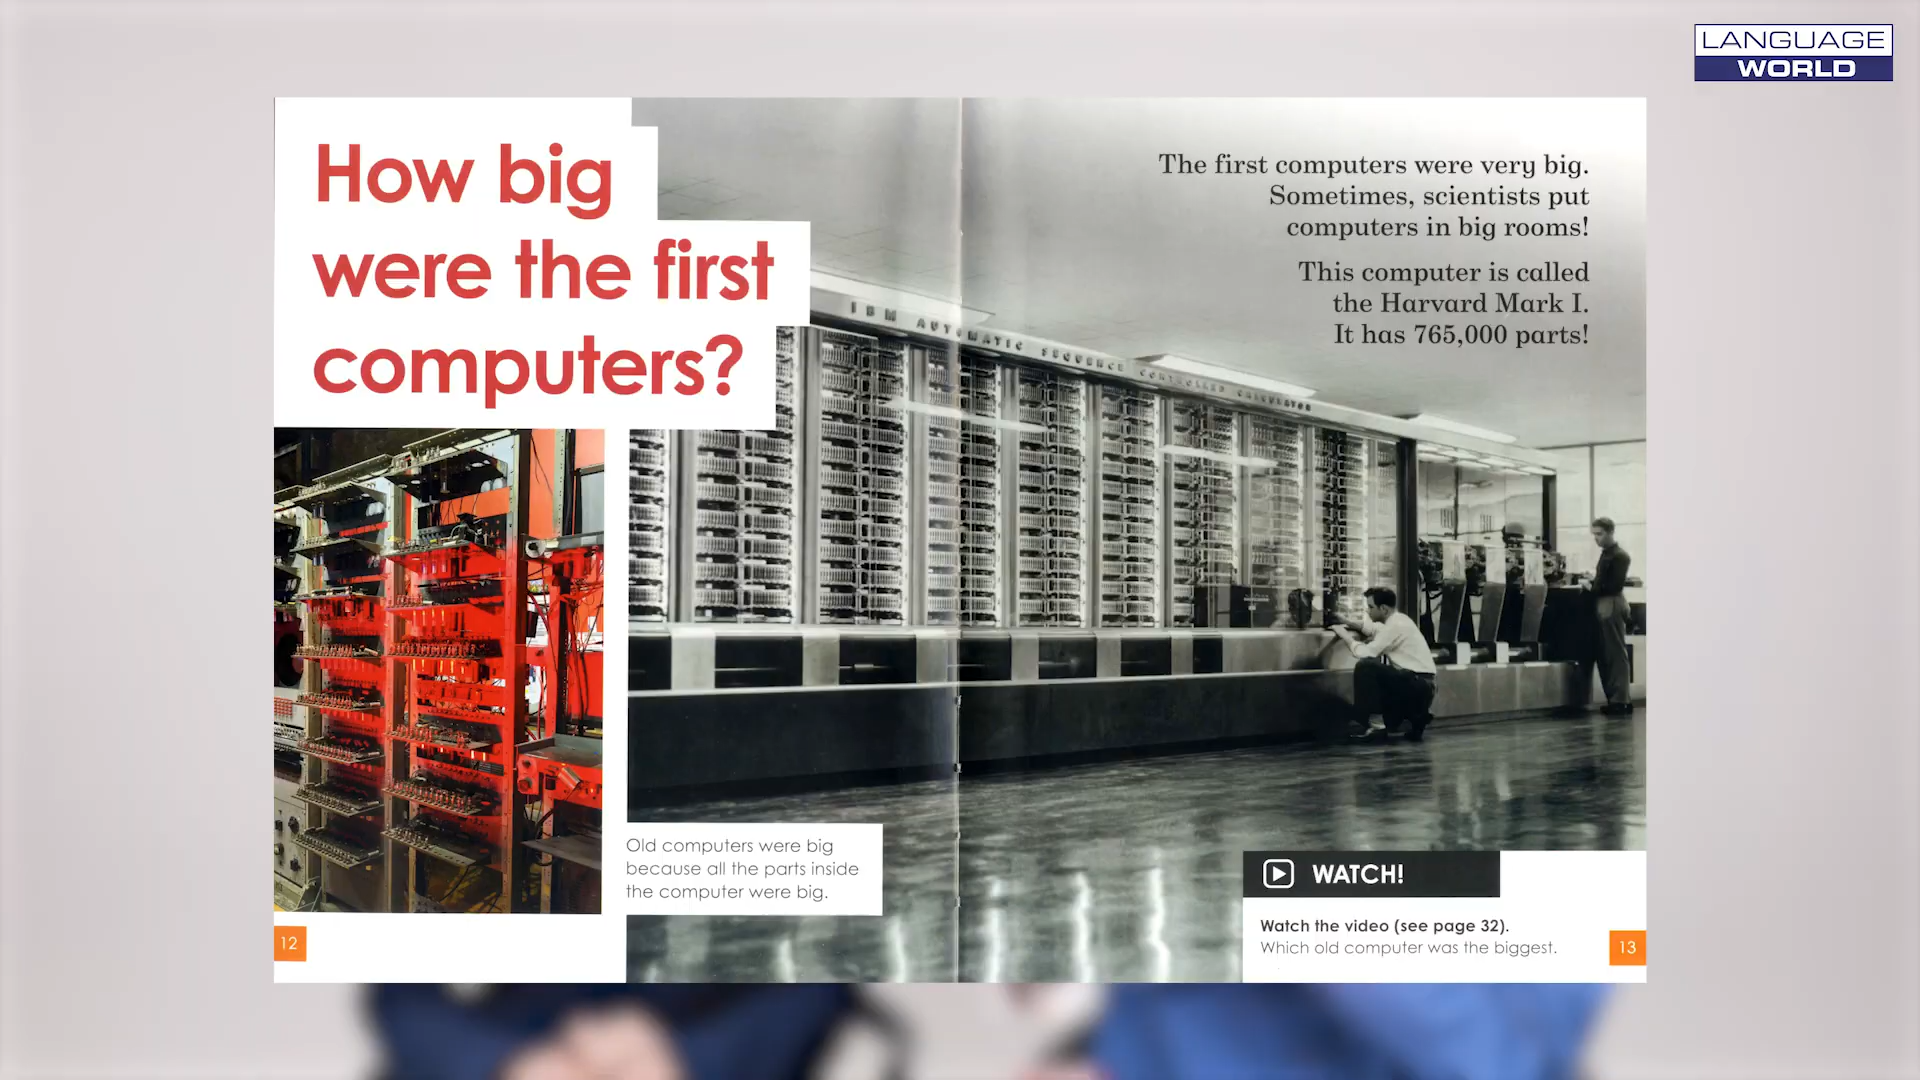 LANGUAGE
WORLD
How big
were the first
computers?
The first computers were very big.
Sometimes, scientists put
computers in big rooms!
This computer is called
the Harvard Mark I.
It has 765,000 parts!
IBM AUTOMATIC SEQUENCE CONTROLLED CALCULATOR
Old computers were big
because all the parts inside
the computer were big.
WATCH!
Watch the video (see page 32).
Which old computer was the biggest.
12
13